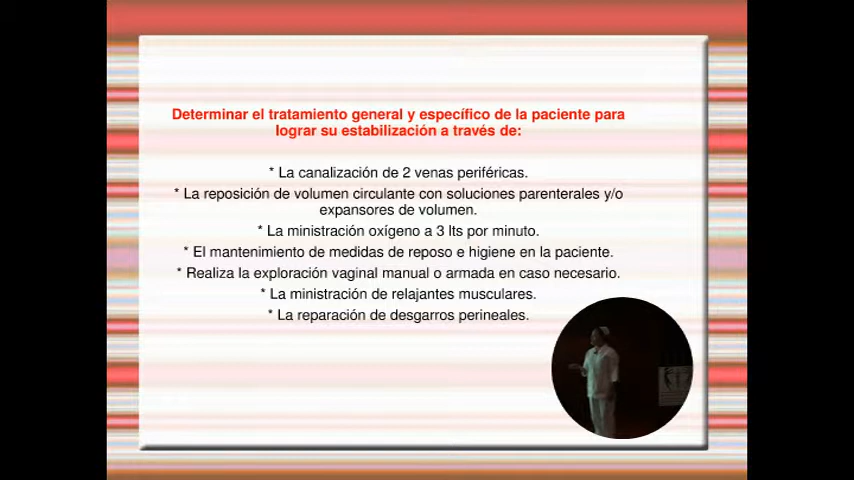 Determinar el tratamiento general y específico de la paciente para
lograr su estabilización a través de:
* La canalización de 2 venas periféricas.
* La reposición de volumen circulante con soluciones parenterales y/o
expansores de volumen.
* La ministración oxígeno a 3 lts por minuto.
* El mantenimiento de medidas de reposo e higiene en la paciente.
* Realiza la exploración vaginal manual o armada en caso necesario.
* La ministración de relajantes musculares.
* La reparación de desgarros perineales.